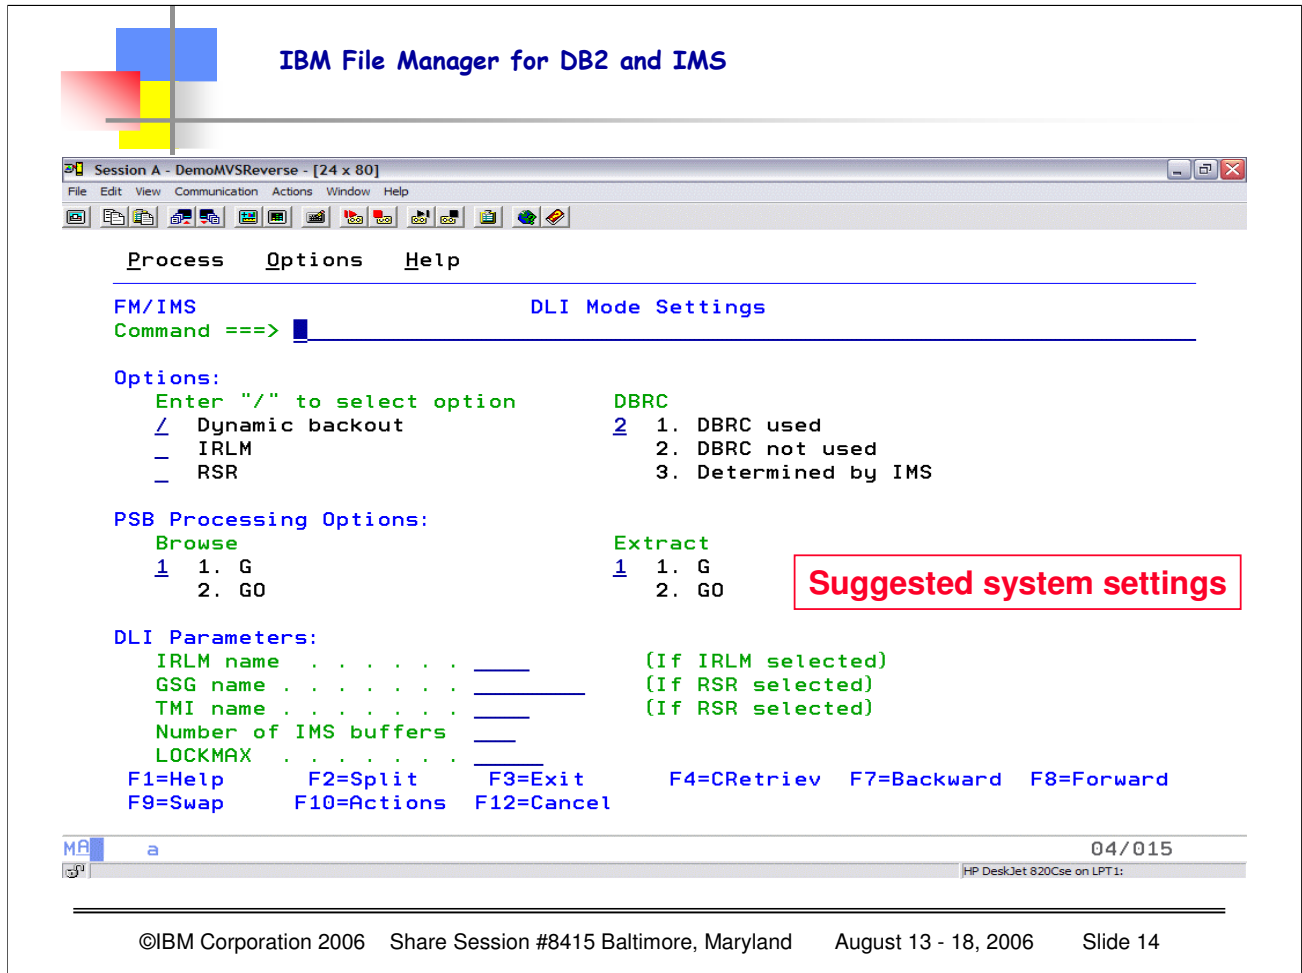 IBM File Manager for DB2 and IMS
Session A - DemoMVSReverse - [24 x 80]
File Edit View Communication Actions Window Help
Process Options Help
FM/IMS DLI Mode Settings
Command ===>
Options:
Enter "/" to select option DBRC
/ Dynamic backout 2 1. DBRC used
_ IRLM 2. DBRC not used
_ RSR 3. Determined by IMS
PSB Processing Options:
Browse Extract
1 1. G 1 1. G
2. GO 2. GO
Suggested system settings
DLI Parameters:
IRLM name . . . . . . ____ (If IRLM selected)
GSG name . . . . . . . ________ (If RSR selected)
TMI name . . . . . . . ____ (If RSR selected)
Number of IMS buffers ___
LOCKMAX . . . . . . . _____
F1=Help F2=Split F3=Exit F4=CRetriev F7=Backward F8=Forward
F9=Swap F10=Actions F12=Cancel
MA a 04/015
HP DeskJet 820Cse on LPT1:
©IBM Corporation 2006 Share Session #8415 Baltimore, Maryland August 13 - 18, 2006 Slide 14